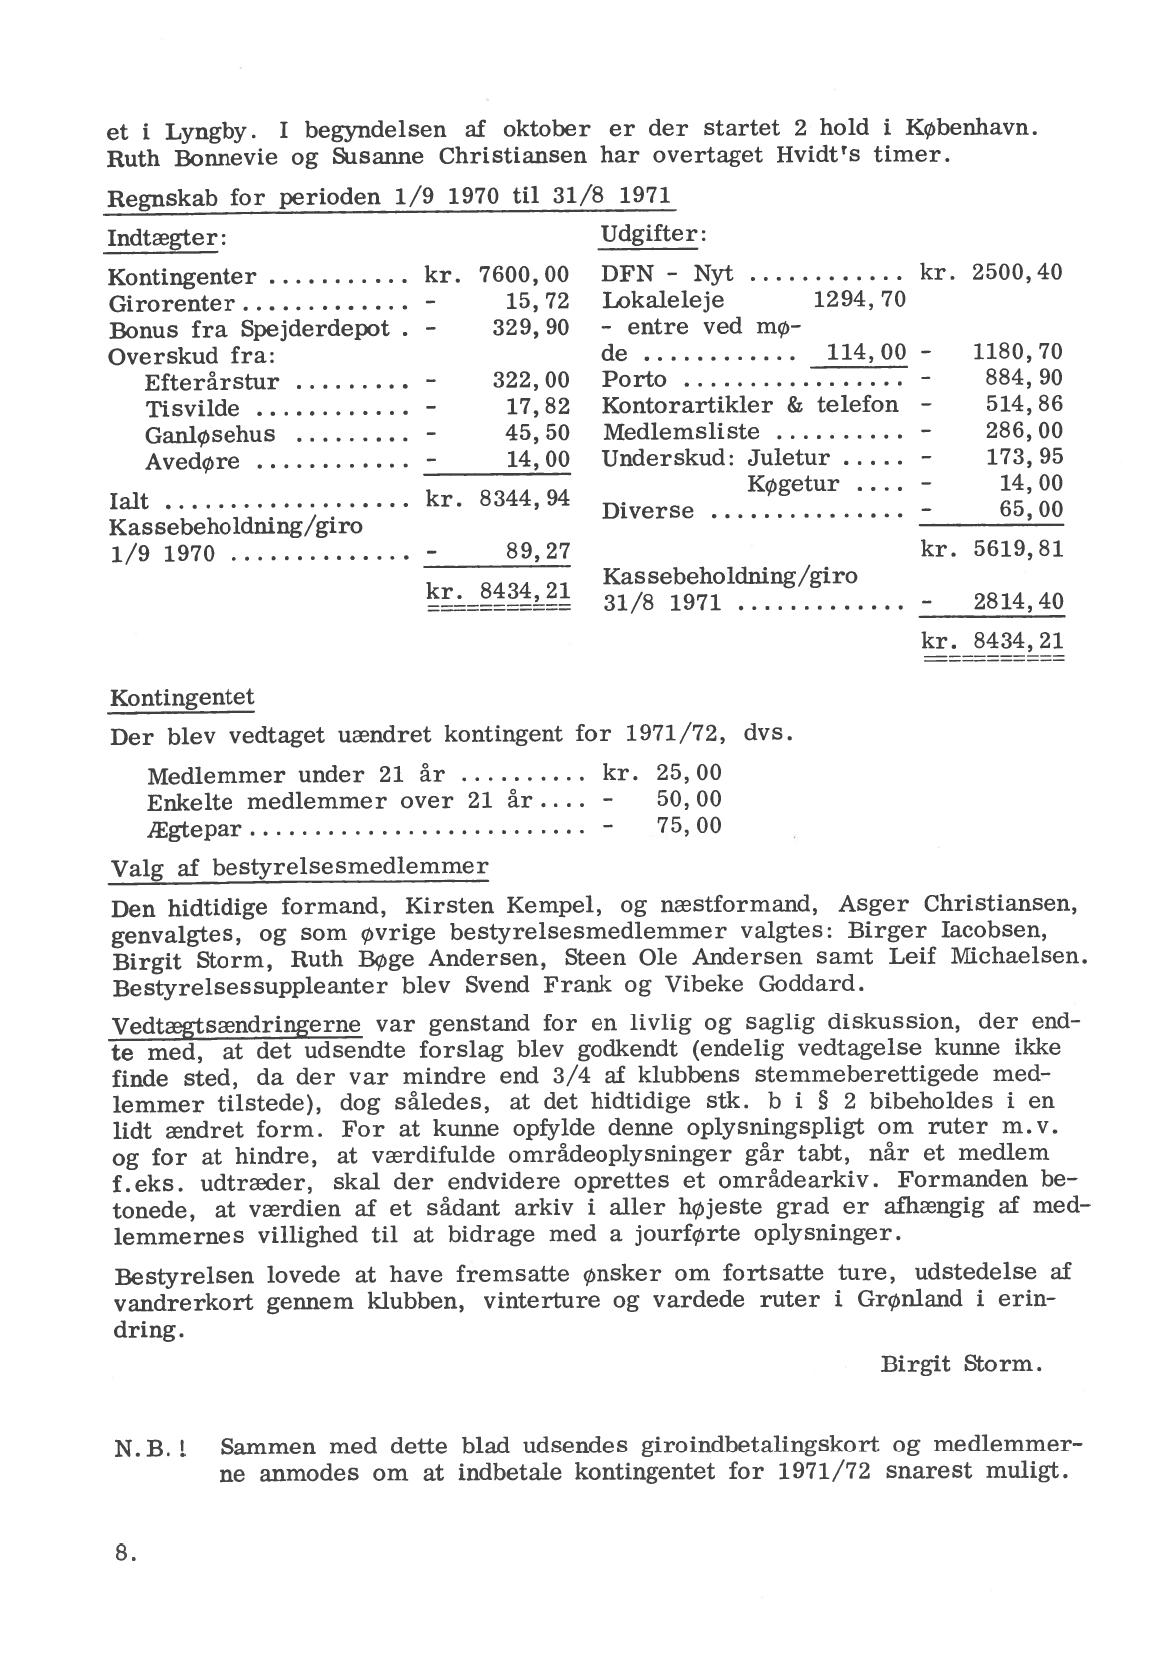 et i Lyngby. I begyndelsen af oktober er der startet 2 hold i København.
Ruth Bonnevie og Susanne Christiansen har overtaget Hvidt's timer.
Regnskab for perioden 1/9 1970 til 31/8 1971
Indtægter:
Kontingenter ........... kr. 7600,00
Girorenter ............. - 15,72
Bonus fra Spejderdepot . - 329,90
Overskud fra:
Efterårstur ......... - 322,00
Tisvilde ............ - 17,82
Ganløsehus ......... - 45,50
Avedøre ............ - 14,00
Ialt ................... kr. 8344,94
Kassebeholdning/giro
1/9 1970 .............. - 89,27
kr. 8434,21
Udgifter:
DFN - Nyt ............ kr. 2500,40
Lokaleleje 1294,70
- entre ved mø-
de ............ 114,00 - 1180,70
Porto ................. - 884,90
Kontorartikler & telefon - 514,86
Medlemsliste .......... - 286,00
Underskud: Juletur ..... - 173,95
Køgetur .... - 14,00
Diverse ............... - 65,00
kr. 5619,81
Kassebeholdning/giro
31/8 1971 ............. - 2814,40
kr. 8434,21
Kontingentet
Der blev vedtaget uændret kontingent for 1971/72, dvs.
Medlemmer under 21 år .......... kr. 25,00
Enkelte medlemmer over 21 år .... - 50,00
Ægtepar .......................... - 75,00
Valg af bestyrelsesmedlemmer
Den hidtidige formand, Kirsten Kempel, og næstformand, Asger Christiansen,
genvalgtes, og som øvrige bestyrelsesmedlemmer valgtes: Birger Iacobsen,
Birgit Storm, Ruth Bøge Andersen, Steen Ole Andersen samt Leif Michaelsen.
Bestyrelsessuppleanter blev Svend Frank og Vibeke Goddard.
Vedtægtsændringerne var genstand for en livlig og saglig diskussion, der end-
te med, at det udsendte forslag blev godkendt (endelig vedtagelse kunne ikke
finde sted, da der var mindre end 3/4 af klubbens stemmeberettigede med-
lemmer tilstede), dog således, at det hidtidige stk. b i § 2 bibeholdes i en
lidt ændret form. For at kunne opfylde denne oplysningspligt om ruter m.v.
og for at hindre, at værdifulde områdeoplysninger går tabt, når et medlem
f.eks. udtræder, skal der endvidere oprettes et områdearkiv. Formanden be-
tonede, at værdien af et sådant arkiv i aller højeste grad er afhængig af med-
lemmernes villighed til at bidrage med a jourførte oplysninger.
Bestyrelsen lovede at have fremsatte ønsker om fortsatte ture, udstedelse af
vandrerkort gennem klubben, vinterture og vardede ruter i Grønland i erin-
dring.
Birgit Storm.
N.B.! Sammen med dette blad udsendes giroindbetalingskort og medlemmer-
ne anmodes om at indbetale kontingentet for 1971/72 snarest muligt.
8.